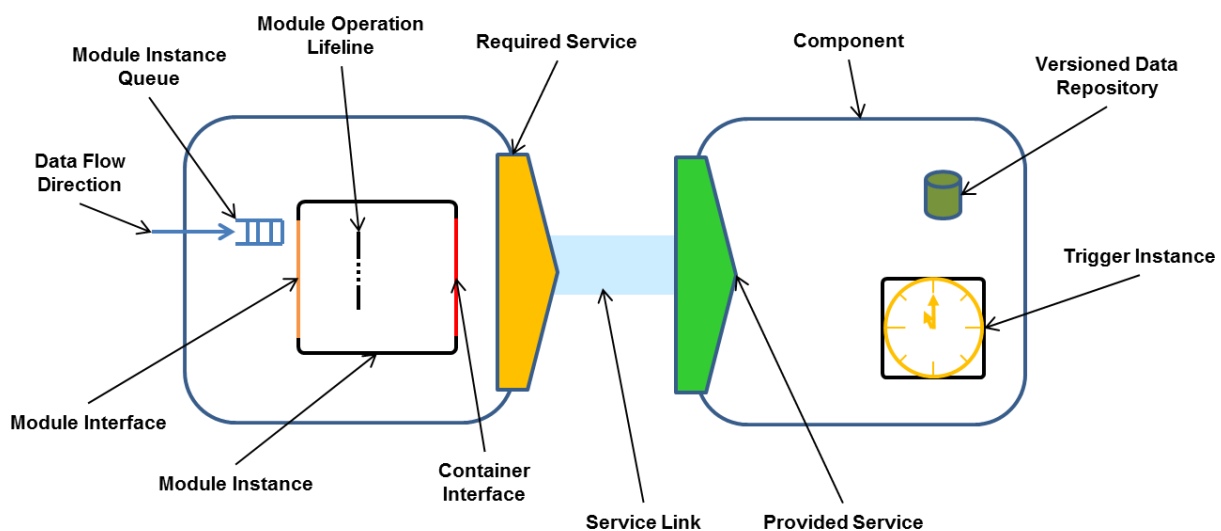 Module Operation
Lifeline
Module Instance
Queue
Required Service
Component
Versioned Data
Repository
Data Flow
Direction
Trigger Instance
Module Interface
Module Instance
Container
Interface
Service Link
Provided Service